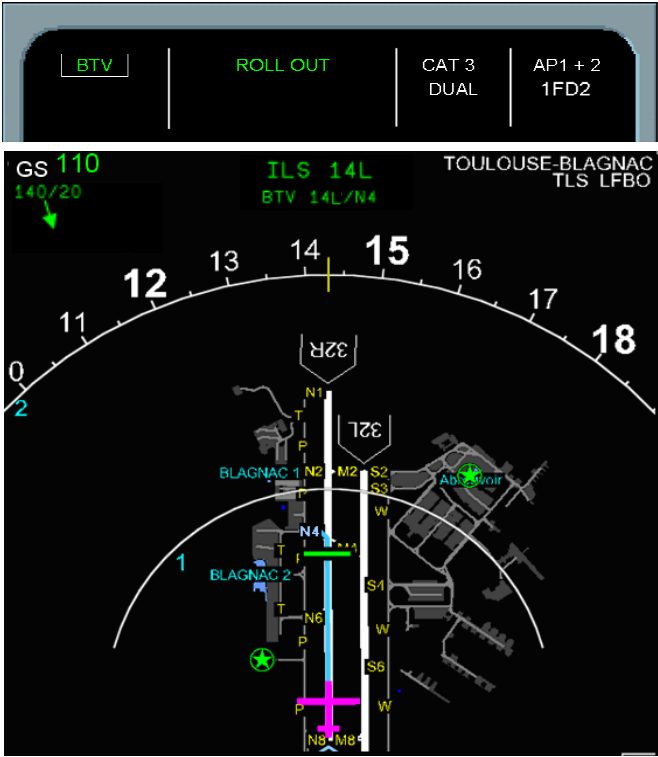 BTV ROLL OUT CAT 3 AP1 + 2
DUAL 1FD2
GS 110 ILS 14L TOULOUSE-BLAGNAC
140/20 BTV 14L/N4 TLS LFBO
0 11 12 13 14 15 16 17 18
2
32R
N1
T 32L
P
BLAGNAC 1 N2 M2 S2
P S3
W
N4
1 T
BLAGNAC 2 S4
T N6 W
P S6
P W
N8 M8